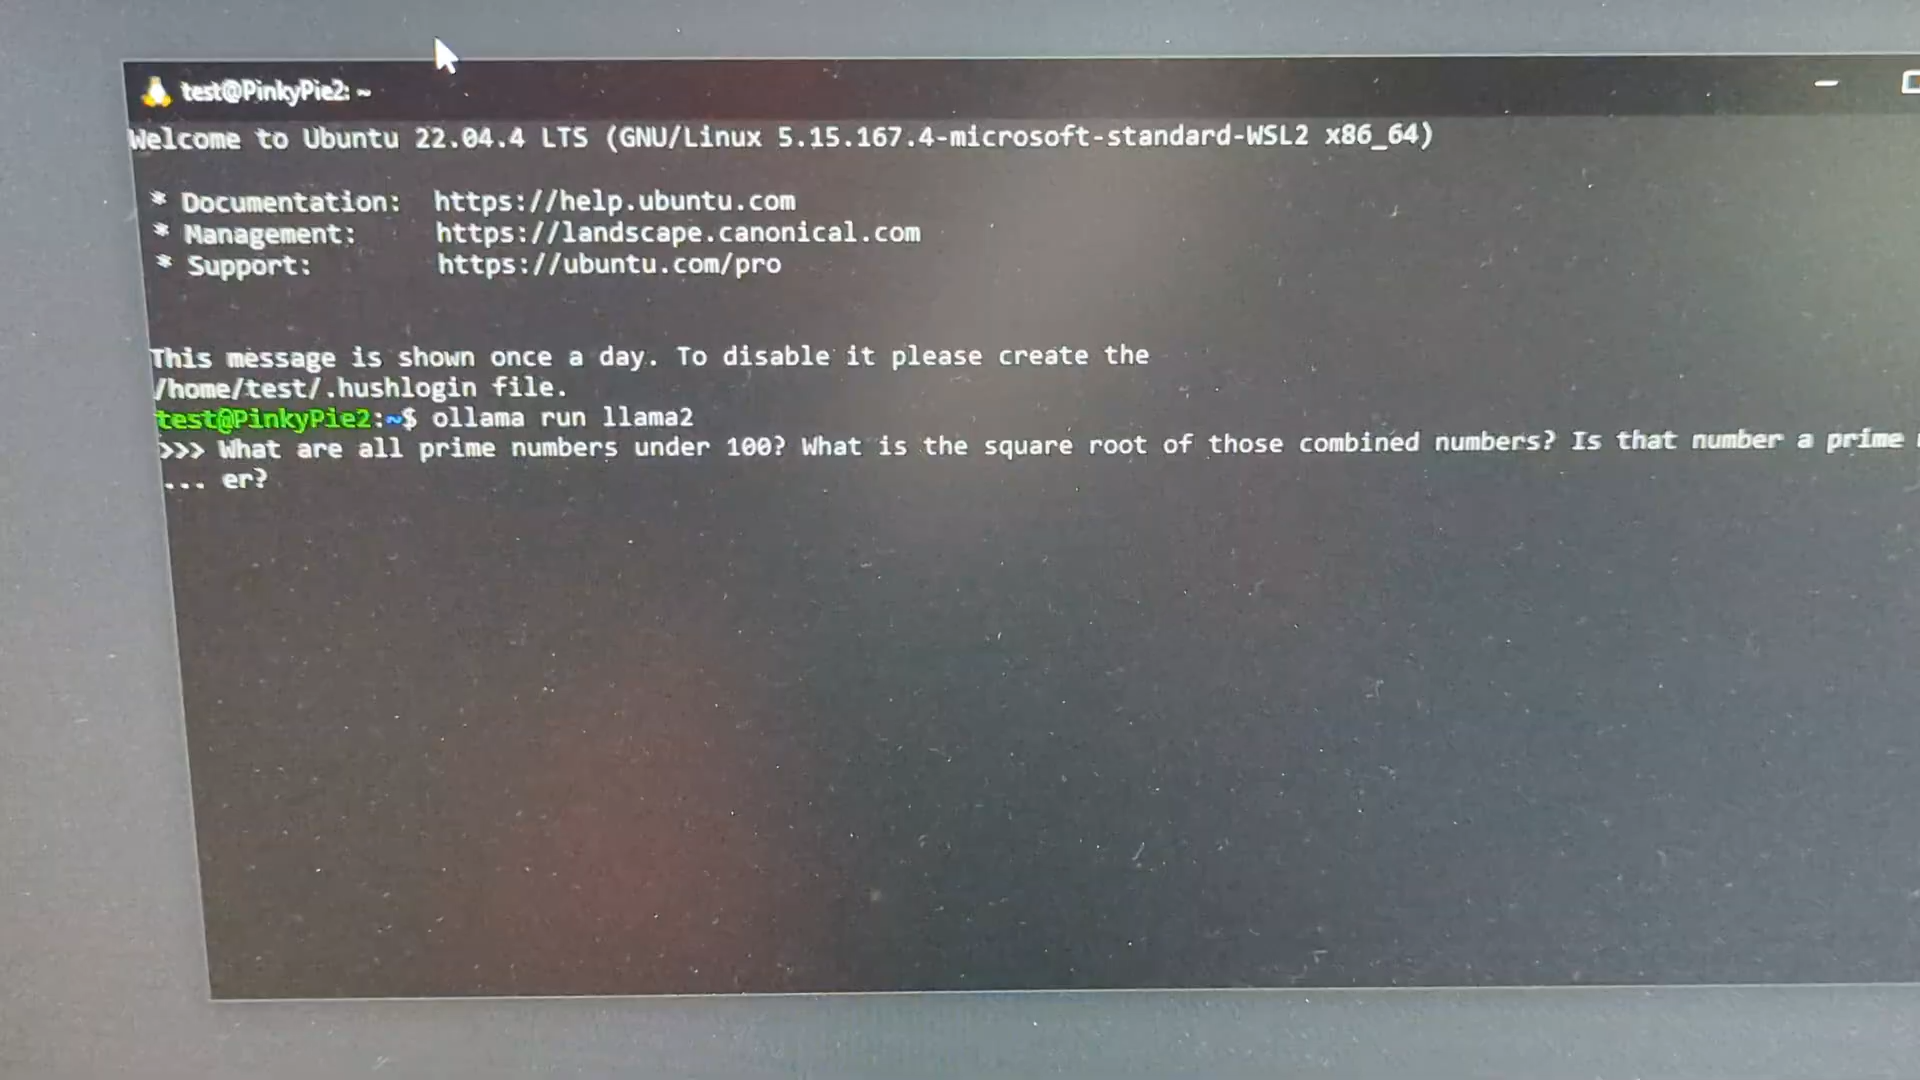 test@PinkyPie2: ~
Welcome to Ubuntu 22.04.4 LTS (GNU/Linux 5.15.167.4-microsoft-standard-WSL2 x86_64)
* Documentation: https://help.ubuntu.com
* Management: https://landscape.canonical.com
* Support: https://ubuntu.com/pro
This message is shown once a day. To disable it please create the
/home/test/.hushlogin file.
test@PinkyPie2:~$ ollama run llama2
>>> What are all prime numbers under 100? What is the square root of those combined numbers? Is that number a prime
... er?